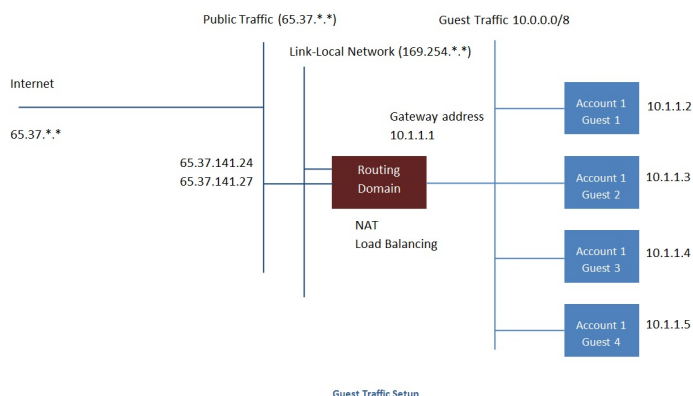 Public Traffic (65.37.*.*)
Guest Traffic 10.0.0.0/8
Link-Local Network (169.254.*.*)
Internet
65.37.*.*
Gateway address
10.1.1.1
65.37.141.24
65.37.141.27
Routing
Domain
NAT
Load Balancing
Account 1
Guest 1
10.1.1.2
Account 1
Guest 2
10.1.1.3
Account 1
Guest 3
10.1.1.4
Account 1
Guest 4
10.1.1.5
Guest Traffic Setup